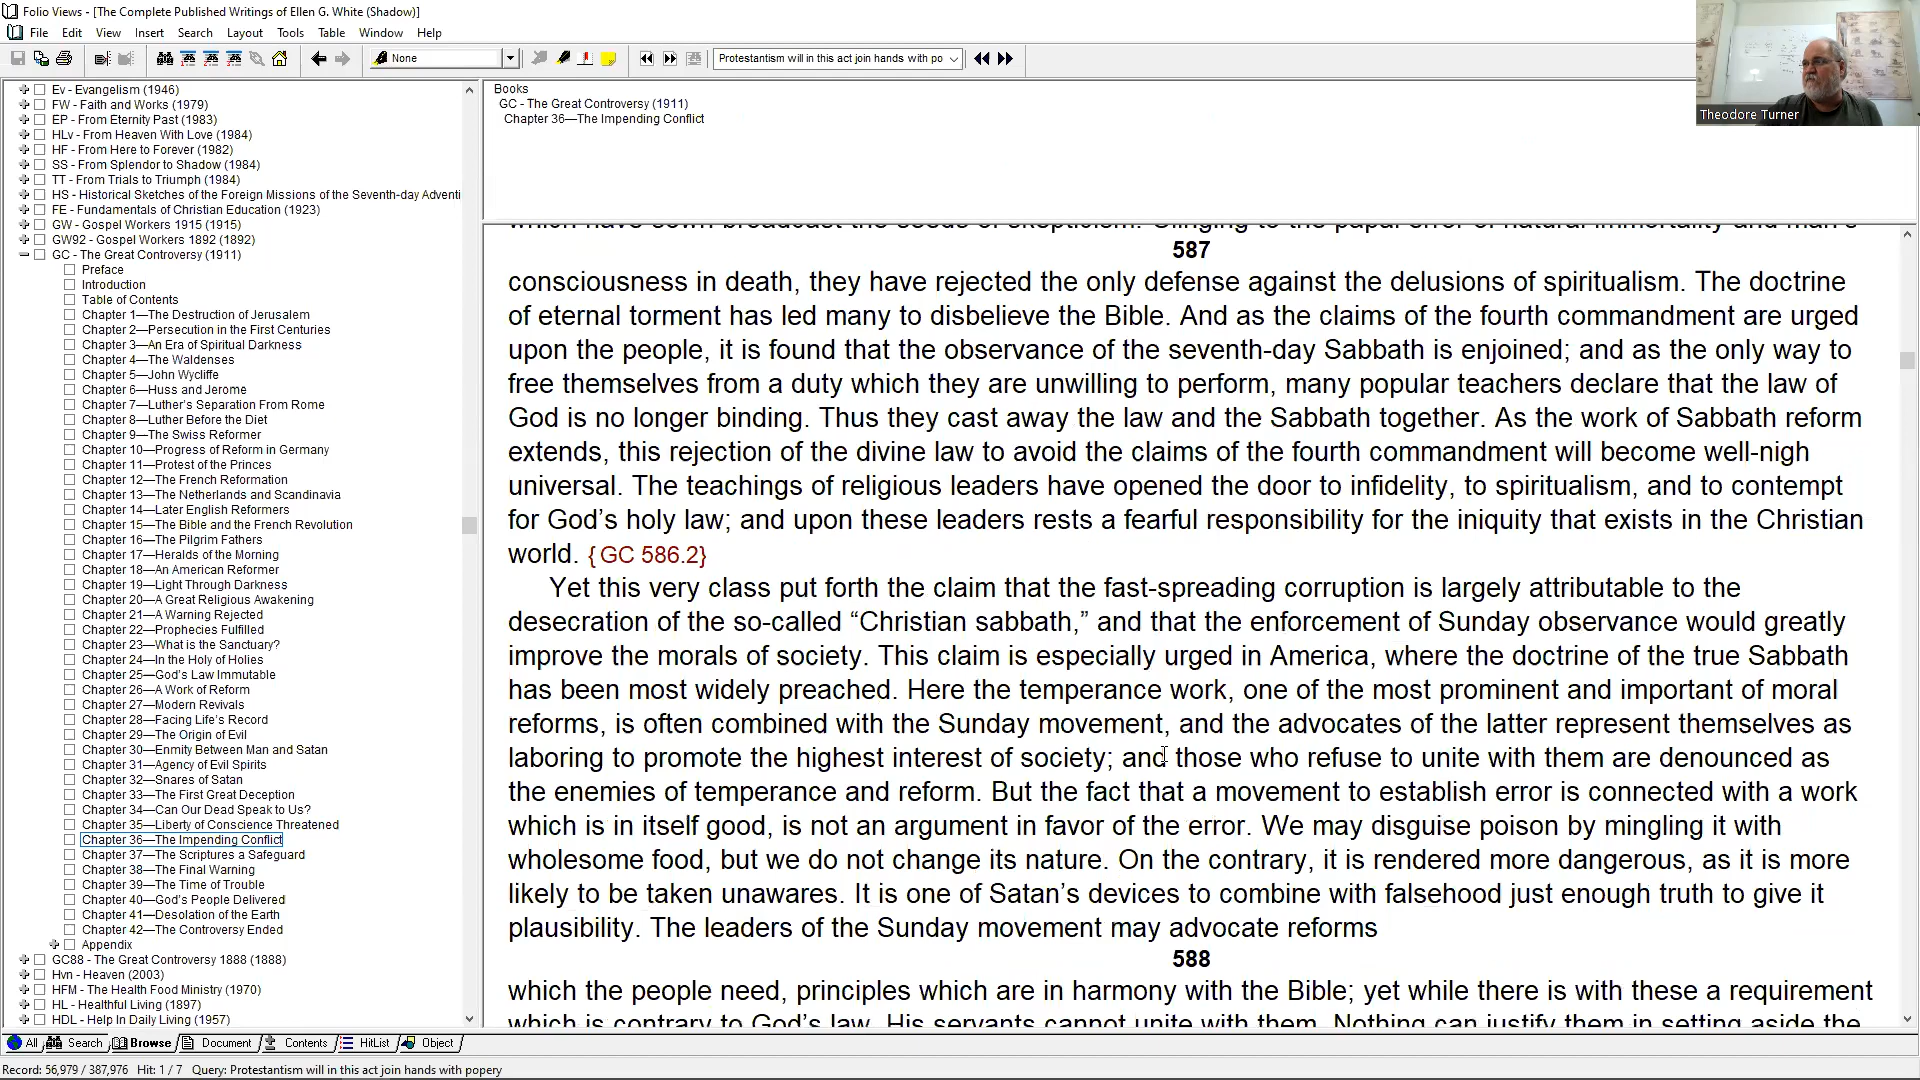 Folio Views - [The Complete Published Writings of Ellen G. White (Shadow)]
File Edit View Insert Search Layout Tools Table Window Help
None
Protestantism will in this act join hands with po
Theodore Turner
Ev - Evangelism (1946)
FW - Faith and Works (1979)
EP - From Eternity Past (1983)
HLv - From Heaven With Love (1984)
HF - From Here to Forever (1982)
SS - From Splendor to Shadow (1984)
TT - From Trials to Triumph (1984)
HS - Historical Sketches of the Foreign Missions of the Seventh-day Adventi
FE - Fundamentals of Christian Education (1923)
GW - Gospel Workers 1915 (1915)
GW92 - Gospel Workers 1892 (1892)
GC - The Great Controversy (1911)
Preface
Introduction
Table of Contents
Chapter 1—The Destruction of Jerusalem
Chapter 2—Persecution in the First Centuries
Chapter 3—An Era of Spiritual Darkness
Chapter 4—The Waldenses
Chapter 5—John Wycliffe
Chapter 6—Huss and Jerome
Chapter 7—Luther's Separation From Rome
Chapter 8—Luther Before the Diet
Chapter 9—The Swiss Reformer
Chapter 10—Progress of Reform in Germany
Chapter 11—Protest of the Princes
Chapter 12—The French Reformation
Chapter 13—The Netherlands and Scandinavia
Chapter 14—Later English Reformers
Chapter 15—The Bible and the French Revolution
Chapter 16—The Pilgrim Fathers
Chapter 17—Heralds of the Morning
Chapter 18—An American Reformer
Chapter 19—Light Through Darkness
Chapter 20—A Great Religious Awakening
Chapter 21—A Warning Rejected
Chapter 22—Prophecies Fulfilled
Chapter 23—What is the Sanctuary?
Chapter 24—In the Holy of Holies
Chapter 25—God's Law Immutable
Chapter 26—A Work of Reform
Chapter 27—Modern Revivals
Chapter 28—Facing Life's Record
Chapter 29—The Origin of Evil
Chapter 30—Enmity Between Man and Satan
Chapter 31—Agency of Evil Spirits
Chapter 32—Snares of Satan
Chapter 33—The First Great Deception
Chapter 34—Can Our Dead Speak to Us?
Chapter 35—Liberty of Conscience Threatened
Chapter 36—The Impending Conflict
Chapter 37—The Scriptures a Safeguard
Chapter 38—The Final Warning
Chapter 39—The Time of Trouble
Chapter 40—God's People Delivered
Chapter 41—Desolation of the Earth
Chapter 42—The Controversy Ended
Appendix
GC88 - The Great Controversy 1888 (1888)
Hvn - Heaven (2003)
HFM - The Health Food Ministry (1970)
HL - Healthful Living (1897)
HDL - Help In Daily Living (1957)
Books
GC - The Great Controversy (1911)
Chapter 36—The Impending Conflict
which have sown broadcast the seeds of skepticism. Clinging to the papal error of natural immortality and man's
587
consciousness in death, they have rejected the only defense against the delusions of spiritualism. The doctrine
of eternal torment has led many to disbelieve the Bible. And as the claims of the fourth commandment are urged
upon the people, it is found that the observance of the seventh-day Sabbath is enjoined; and as the only way to
free themselves from a duty which they are unwilling to perform, many popular teachers declare that the law of
God is no longer binding. Thus they cast away the law and the Sabbath together. As the work of Sabbath reform
extends, this rejection of the divine law to avoid the claims of the fourth commandment will become well-nigh
universal. The teachings of religious leaders have opened the door to infidelity, to spiritualism, and to contempt
for God's holy law; and upon these leaders rests a fearful responsibility for the iniquity that exists in the Christian
world. {GC 586.2}
Yet this very class put forth the claim that the fast-spreading corruption is largely attributable to the
desecration of the so-called “Christian sabbath,” and that the enforcement of Sunday observance would greatly
improve the morals of society. This claim is especially urged in America, where the doctrine of the true Sabbath
has been most widely preached. Here the temperance work, one of the most prominent and important of moral
reforms, is often combined with the Sunday movement, and the advocates of the latter represent themselves as
laboring to promote the highest interest of society; and those who refuse to unite with them are denounced as
the enemies of temperance and reform. But the fact that a movement to establish error is connected with a work
which is in itself good, is not an argument in favor of the error. We may disguise poison by mingling it with
wholesome food, but we do not change its nature. On the contrary, it is rendered more dangerous, as it is more
likely to be taken unawares. It is one of Satan's devices to combine with falsehood just enough truth to give it
plausibility. The leaders of the Sunday movement may advocate reforms
588
which the people need, principles which are in harmony with the Bible; yet while there is with these a requirement
which is contrary to God's law, His servants cannot unite with them. Nothing can justify them in setting aside the
All Search Browse Document Contents HitList Object
Record: 56,979 / 387,976 Hit: 1 / 7 Query: Protestantism will in this act join hands with popery